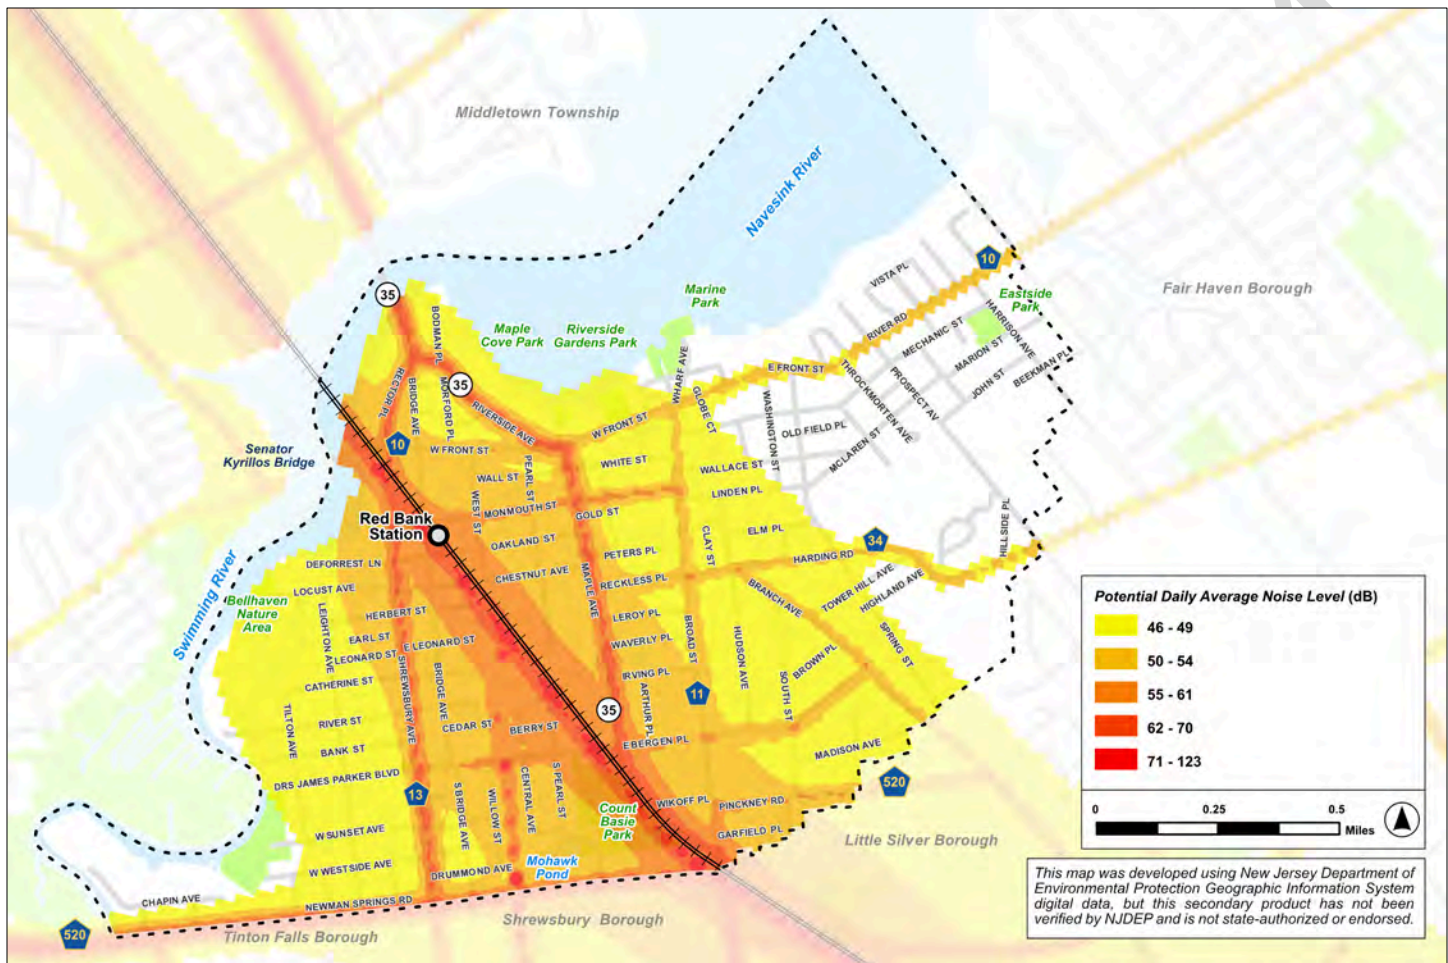 Middletown Township
Navesink River
10
VISTA PL
Fair Haven Borough
Marine
Park
Eastside
Park
35
BODMAN PL
Maple
Cove Park
Riverside
Gardens Park
RIVER RD
MECHANIC ST
HARRISON AVE
MARION ST
BEEKMAN PL
JOHN ST
E FRONT ST
THROCKMORTEN AVE
PROSPECT AV
WHARF AVE
GLOBE CT
WASHINGTON ST
OLD FIELD PL
MCLAREN ST
RECTOR PL
BRIDGE AVE
MORFORD PL
35
RIVERSIDE AVE
W FRONT ST
10
W FRONT ST
Senator
Kyrillos Bridge
WALL ST
PEARL ST
WHITE ST
WALLACE ST
LINDEN PL
WEST ST
MONMOUTH ST
GOLD ST
Red Bank
Station
OAKLAND ST
PETERS PL
CLAY ST
ELM PL
34
HILLSIDE PL
HARDING RD
DEFORREST LN
CHESTNUT AVE
MAPLE AVE
RECKLESS PL
BRANCH AVE
TOWER HILL AVE
HIGHLAND AVE
LOCUST AVE
Swimming River
Bellhaven
Nature
Area
LEIGHTON AVE
HERBERT ST
EARL ST
E LEONARD ST
LEONARD ST
LEROY PL
WAVERLY PL
BROAD ST
HUDSON AVE
SPRING ST
BROWN PL
CATHERINE ST
SHREWSBURY AVE
BRIDGE AVE
IRVING PL
ARTHUR PL
11
SOUTH ST
TILTON AVE
RIVER ST
CEDAR ST
BERRY ST
35
BANK ST
E BERGEN PL
MADISON AVE
DRS JAMES PARKER BLVD
13
S BRIDGE AVE
WILLOW ST
CENTRAL AVE
S PEARL ST
Count
Basie
Park
WIKOFF PL
PINCKNEY RD
520
GARFIELD PL
W SUNSET AVE
Little Silver Borough
W WESTSIDE AVE
DRUMMOND AVE
Mohawk
Pond
CHAPIN AVE
NEWMAN SPRINGS RD
520
Tinton Falls Borough
Shrewsbury Borough
Potential Daily Average Noise Level (dB)
46 - 49
50 - 54
55 - 61
62 - 70
71 - 123
0 0.25 0.5
Miles
This map was developed using New Jersey Department of
Environmental Protection Geographic Information System
digital data, but this secondary product has not been
verified by NJDEP and is not state-authorized or endorsed.